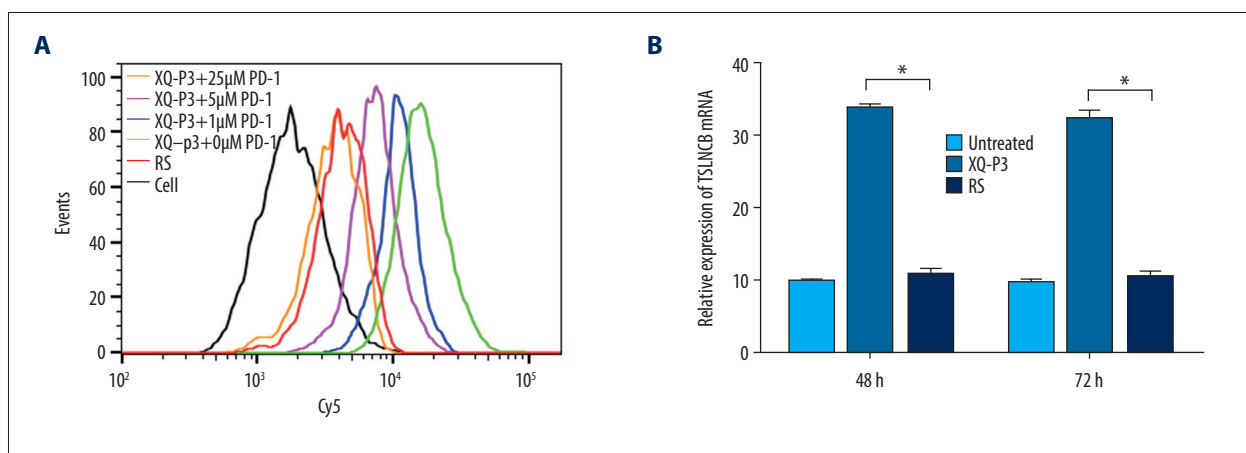 A
XQ-P3+25µM PD-1
XQ-P3+5µM PD-1
XQ-P3+1µM PD-1
XQ–p3+0µM PD-1
RS
Cell
100
80
60
40
20
0
Events
10² 10³ 10⁴ 10⁵
Cy5
B
40
30
20
10
0
Relative expression of TSLNCB mRNA
* *
Untreated
XQ-P3
RS
48 h 72 h